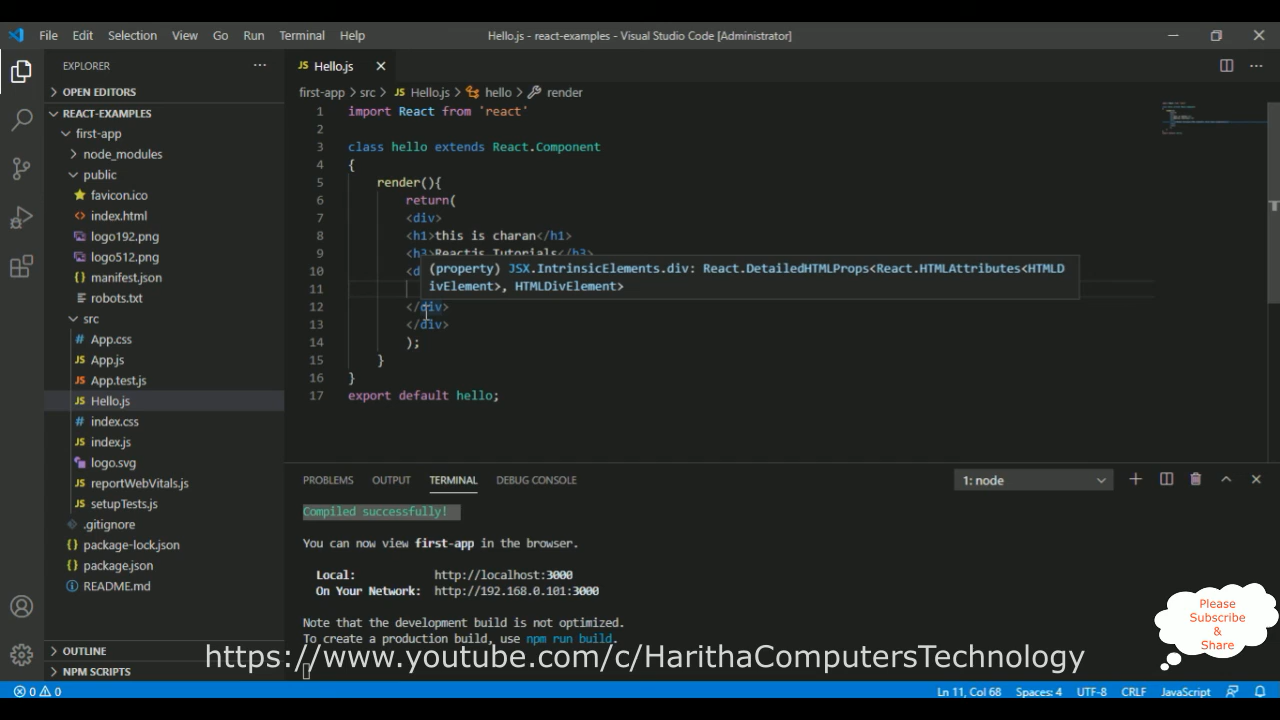 File Edit Selection View Go Run Terminal Help
Hello.js - react-examples - Visual Studio Code [Administrator]
EXPLORER
OPEN EDITORS
REACT-EXAMPLES
first-app
node_modules
public
favicon.ico
index.html
logo192.png
logo512.png
manifest.json
robots.txt
src
App.css
App.js
App.test.js
Hello.js
index.css
index.js
logo.svg
reportWebVitals.js
setupTests.js
.gitignore
package-lock.json
package.json
README.md
OUTLINE
NPM SCRIPTS
JS Hello.js
first-app > src > JS Hello.js > hello > render
1 import React from 'react'
2
3 class hello extends React.Component
4 {
5 render(){
6 return(
7 <div>
8 <h1>this is charan</h1>
9 <h3>Reactjs Tutorials</h3>
10 <d
(property) JSX.IntrinsicElements.div: React.DetailedHTMLProps<React.HTMLAttributes<HTMLD
ivElement>, HTMLDivElement>
11
12 </div>
13 </div>
14 );
15 }
16 }
17 export default hello;
PROBLEMS OUTPUT TERMINAL DEBUG CONSOLE
1: node
Compiled successfully!
You can now view first-app in the browser.
Local: http://localhost:3000
On Your Network: http://192.168.0.101:3000
Note that the development build is not optimized.
To create a production build, use npm run build.
https://www.youtube.com/c/HarithaComputersTechnology
Please
Subscribe
&
Share
0 0
Ln 11, Col 68 Spaces: 4 UTF-8 CRLF JavaScript